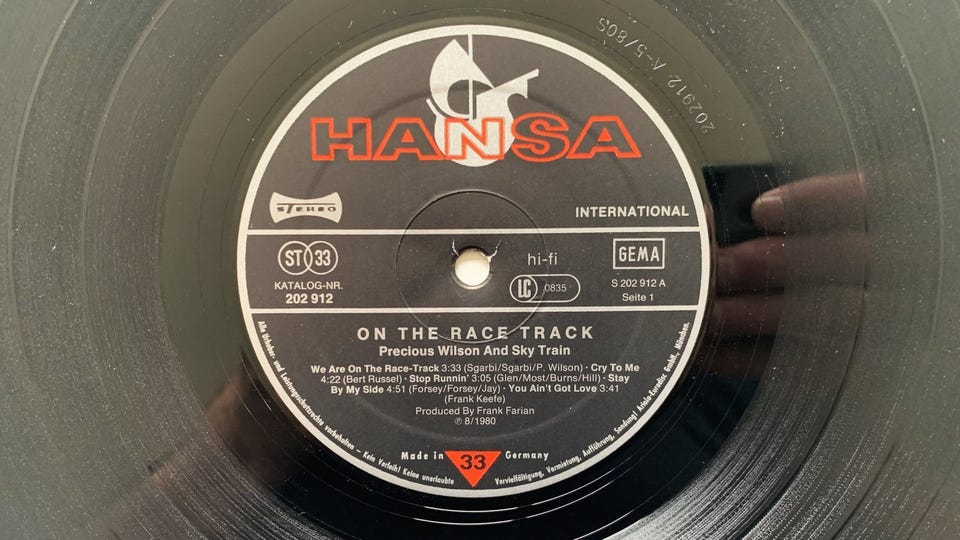 202912 A-5/80S
HANSA
STEREO
INTERNATIONAL
ST 33
KATALOG-NR.
202 912
hi-fi
LC 0835
GEMA
S 202 912 A
Seite 1
ON THE RACE TRACK
Precious Wilson And Sky Train
We Are On The Race-Track 3:33 (Sgarbi/Sgarbi/P. Wilson) · Cry To Me
4:22 (Bert Russel) · Stop Runnin' 3:05 (Glen/Most/Burns/Hill) · Stay
By My Side 4:51 (Forsey/Forsey/Jay) · You Ain't Got Love 3:41
(Frank Keefe)
Produced By Frank Farian
℗ 8/1980
Made in 33 Germany
Alle Urheber- und Leistungsschutzrechte vorbehalten - Kein Verleih! Keine unerlaubte Vervielfältigung, Vermietung, Aufführung, Sendung! Ariola-Eurodisc GmbH., München.